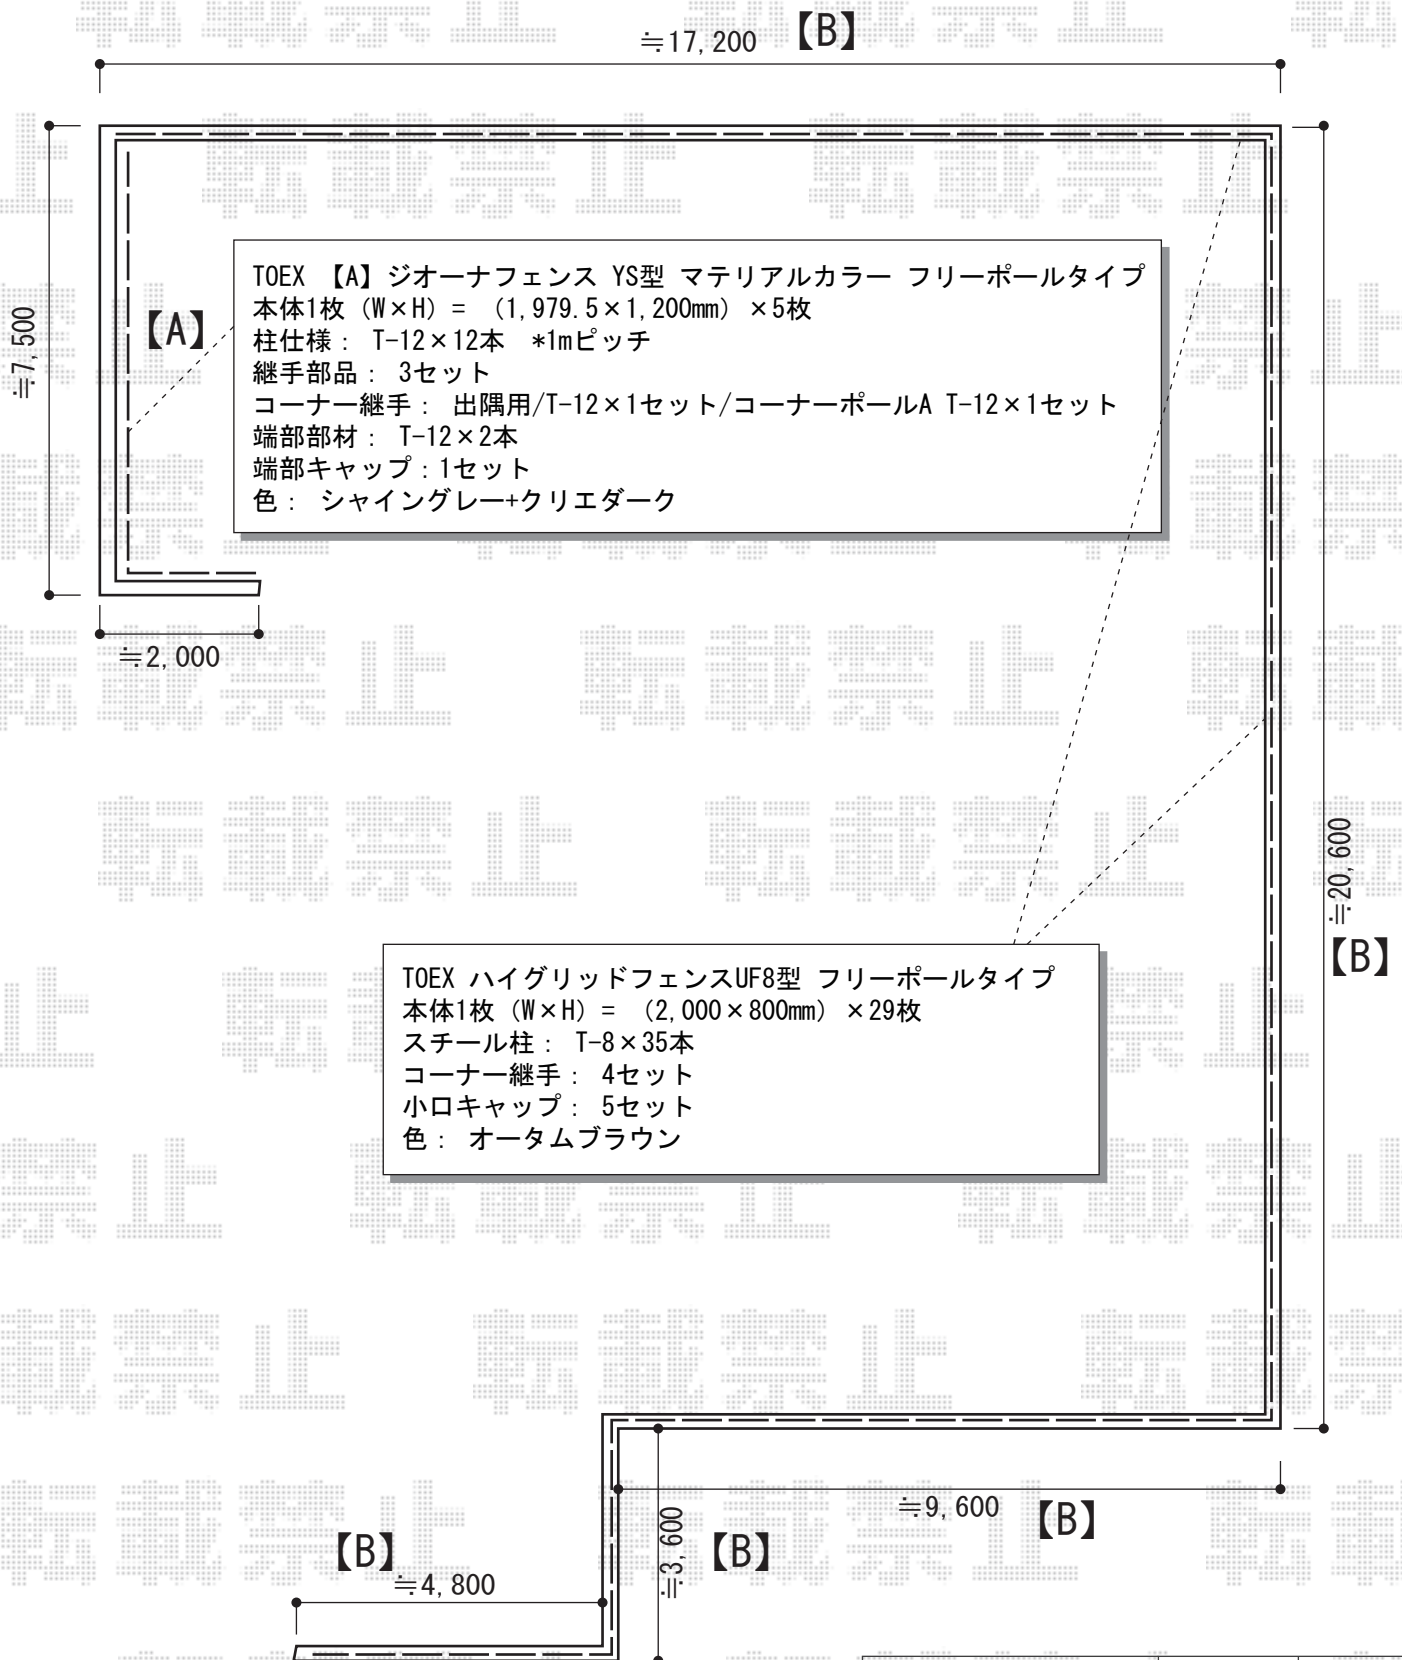 ≒17,200 【B】
≒7,500
【A】
TOEX 【A】ジオーナフェンス YS型 マテリアルカラー フリーポールタイプ
本体1枚（W×H）= （1,979.5×1,200mm）×5枚
柱仕様： T-12×12本 *1mピッチ
継手部品： 3セット
コーナー継手： 出隅用/T-12×1セット/コーナーポールA T-12×1セット
端部部材： T-12×2本
端部キャップ：1セット
色： シャイングレー+クリエダーク
≒2,000
≒20,600
【B】
TOEX ハイグリッドフェンスUF8型 フリーポールタイプ
本体1枚（W×H）= （2,000×800mm）×29枚
スチール柱： T-8×35本
コーナー継手： 4セット
小口キャップ： 5セット
色： オータムブラウン
≒9,600 【B】
≒3,600 【B】
【B】
≒4,800
転載禁止